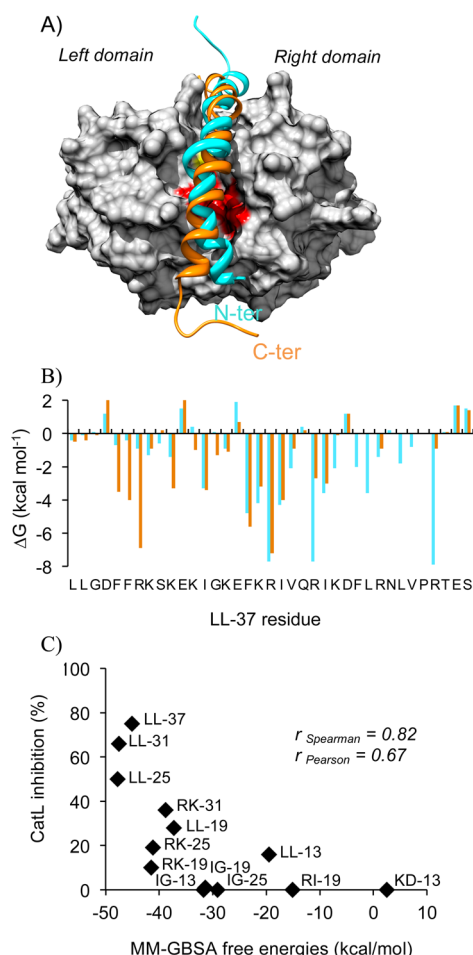 A)
Left domain Right domain
N-ter
C-ter
B)
2
0
-2
-4
-6
-8
ΔG (kcal mol-1)
LLGDFFRKSKEKIGKEFKRIVQRIKDFLRNLVPRTES
LL-37 residue
C)
100
80
60
40
20
0
CatL inhibition (%)
r Spearman = 0.82
r Pearson = 0.67
LL-37
LL-31
LL-25
RK-31
LL-19
RK-25
LL-13
RK-19
IG-19
IG-13
IG-25
RI-19
KD-13
-50 -40 -30 -20 -10 0 10
MM-GBSA free energies (kcal/mol)